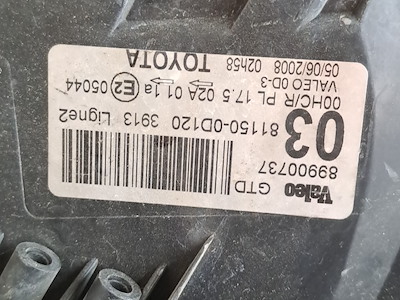 Valeo
GTD
89900737
03
81150-0D120 3913 Ligne2
00HC/R PL 17.5 02A 01 1a E2 05044
VALEO 0D-3
05/06/2008 02h58
TOYOTA